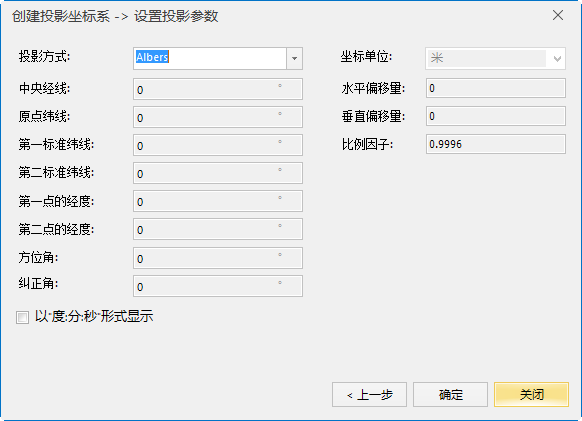 创建投影坐标系 -> 设置投影参数
投影方式: Albers 坐标单位: 米
中央经线: 0 ° 水平偏移量: 0
原点纬线: 0 ° 垂直偏移量: 0
第一标准纬线: 0 ° 比例因子: 0.9996
第二标准纬线: 0 °
第一点的经度: 0 °
第二点的经度: 0 °
方位角: 0 °
纠正角: 0 °
以"度:分:秒"形式显示
< 上一步 确定 关闭